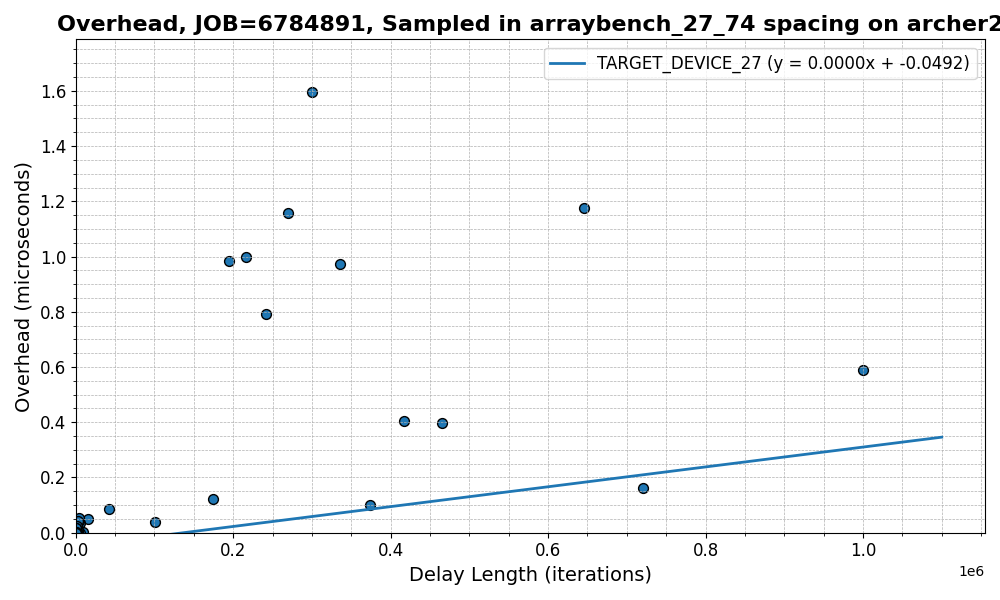 Overhead, JOB=6784891, Sampled in arraybench_27_74 spacing on archer2
TARGET_DEVICE_27 (y = 0.0000x + -0.0492)
Overhead (microseconds)
1.6
1.4
1.2
1.0
0.8
0.6
0.4
0.2
0.0
0.0 0.2 0.4 0.6 0.8 1.0
1e6
Delay Length (iterations)